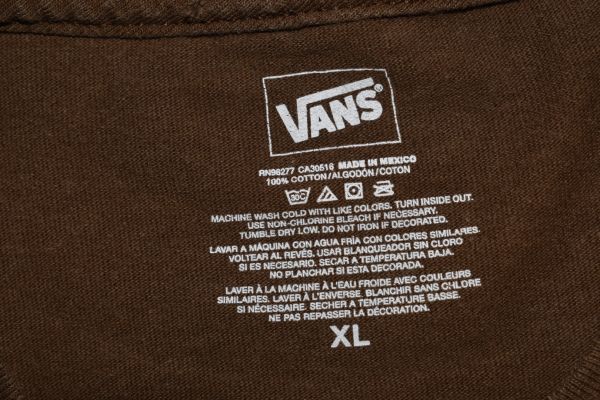 VANS®
RN96277 CA30516 MADE IN MEXICO
100% COTTON/ALGODÓN/COTON
30C
MACHINE WASH COLD WITH LIKE COLORS. TURN INSIDE OUT.
USE NON-CHLORINE BLEACH IF NECESSARY.
TUMBLE DRY LOW. DO NOT IRON IF DECORATED.
LAVAR A MÁQUINA CON AGUA FRÍA CON COLORES SIMILARES.
VOLTEAR AL REVÉS. USAR BLANQUEADOR SIN CLORO
SI ES NECESARIO. SECAR A TEMPERATURA BAJA.
NO PLANCHAR SI ESTA DECORADA.
LAVER À LA MACHINE À L'EAU FROIDE AVEC COULEURS
SIMILAIRES. LAVER À L'ENVERSE. BLANCHIR SANS CHLORE
SI NÉCESSAIRE. SECHER A TEMPERATURE BASSE.
NE PAS REPASSER LA DÉCORATION.
XL